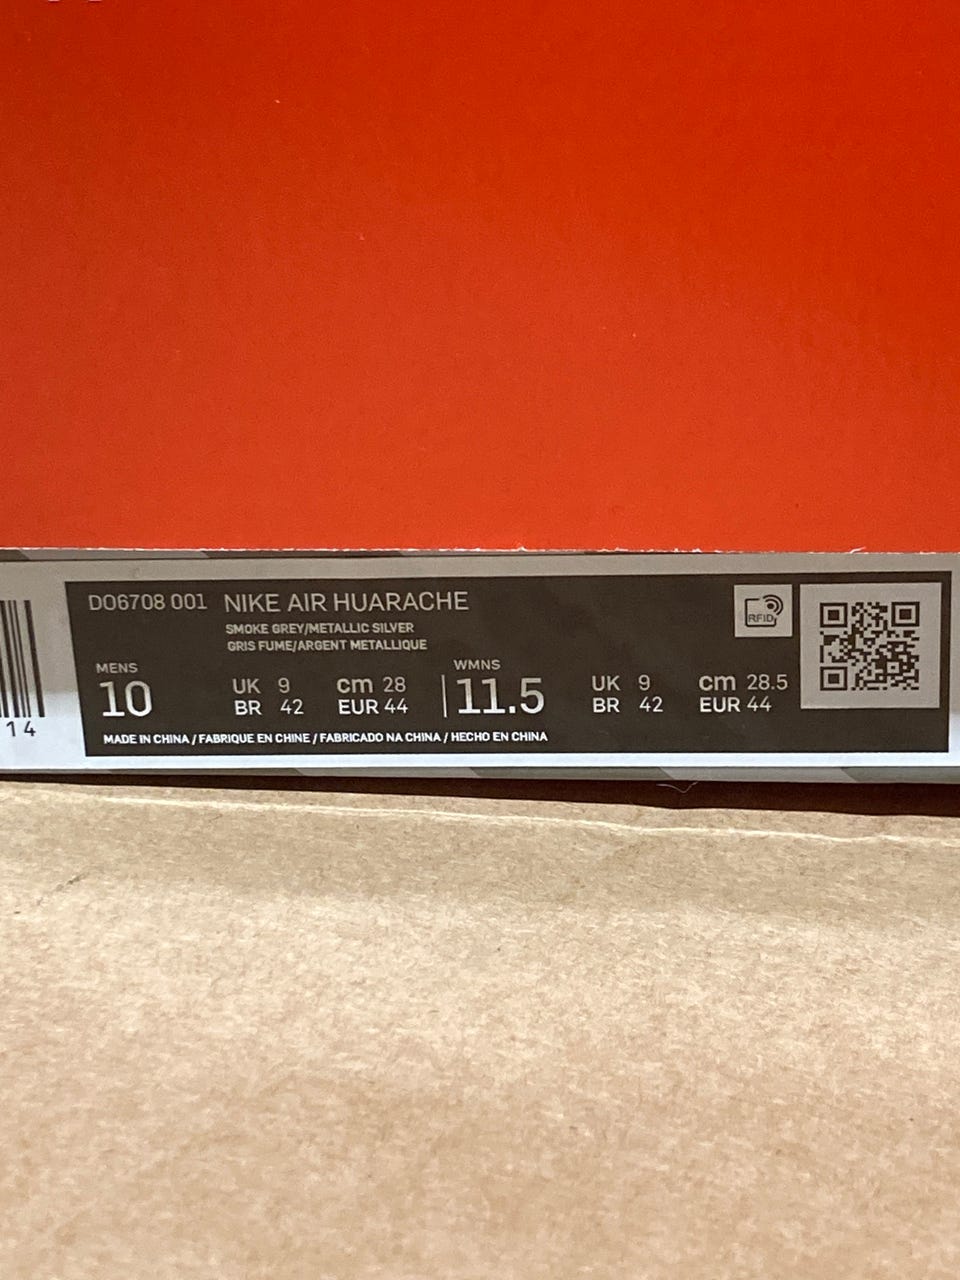 DO6708 001 NIKE AIR HUARACHE
SMOKE GREY/METALLIC SILVER
GRIS FUME/ARGENT METALLIQUE
MENS
10
UK 9 cm 28
BR 42 EUR 44
WMNS
11.5
UK 9 cm 28.5
BR 42 EUR 44
MADE IN CHINA / FABRIQUE EN CHINE / FABRICADO NA CHINA / HECHO EN CHINA
RFID
14